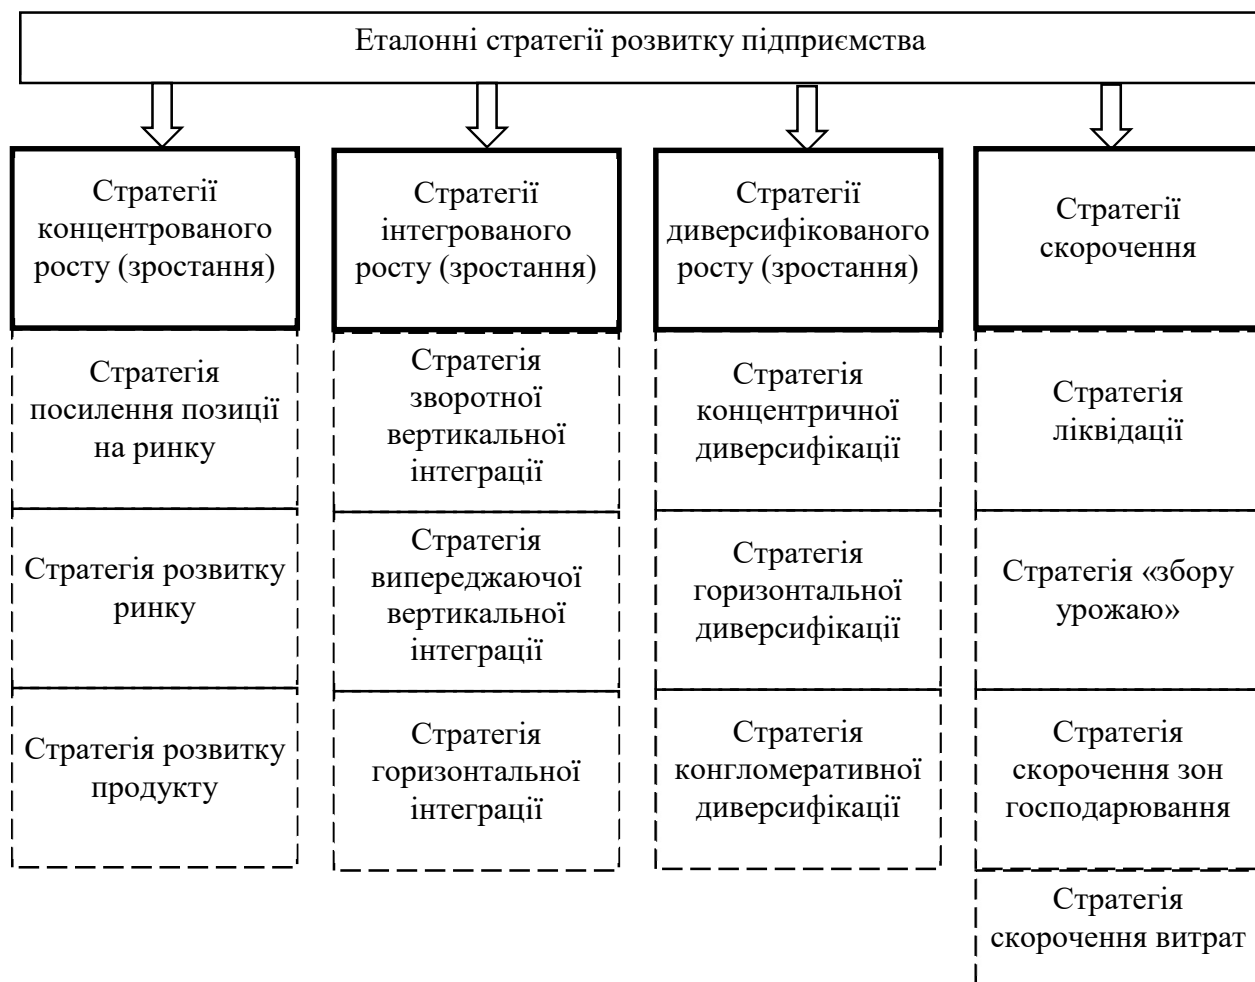 Еталонні стратегії розвитку підприємства
Стратегії
концентрованого
росту (зростання)
Стратегія
посилення позиції
на ринку
Стратегія розвитку
ринку
Стратегія розвитку
продукту
Стратегії
інтегрованого
росту (зростання)
Стратегія
зворотної
вертикальної
інтеграції
Стратегія
випереджаючої
вертикальної
інтеграції
Стратегія
горизонтальної
інтеграції
Стратегії
диверсифікованого
росту (зростання)
Стратегія
концентричної
диверсифікації
Стратегія
горизонтальної
диверсифікації
Стратегія
конгломеративної
диверсифікації
Стратегії
скорочення
Стратегія
ліквідації
Стратегія «збору
урожаю»
Стратегія
скорочення зон
господарювання
Стратегія
скорочення витрат